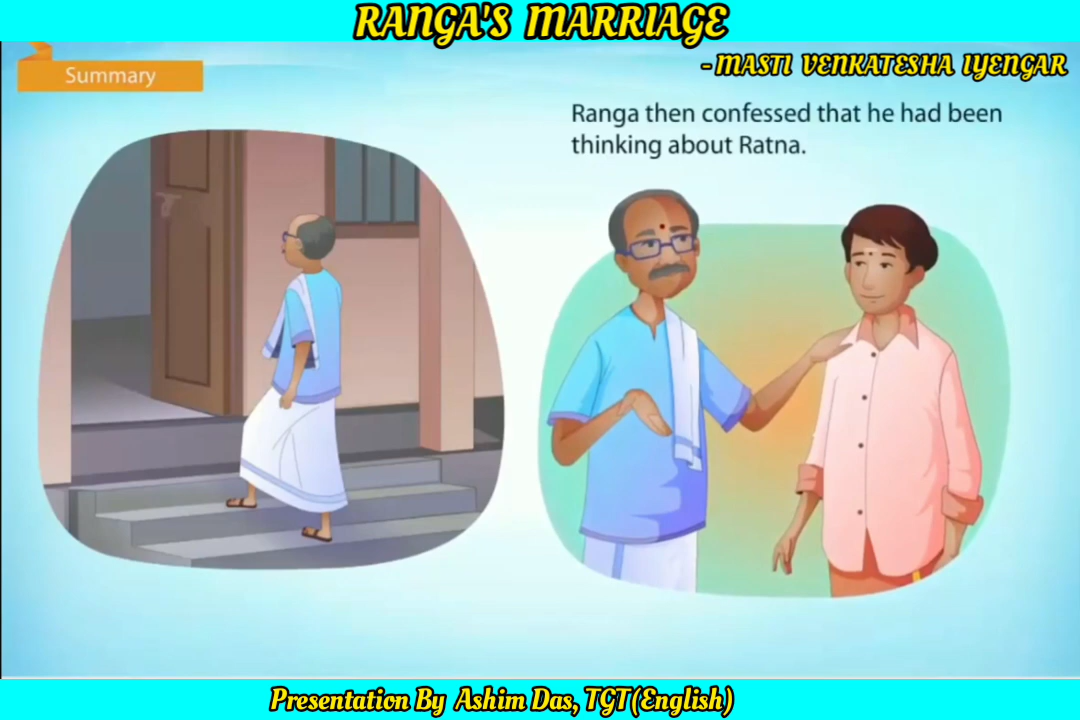 RANGA'S MARRIAGE
- MASTI VENKATESHA IYENGAR
Summary
Ranga then confessed that he had been
thinking about Ratna.
Presentation By Ashim Das, TGT(English)